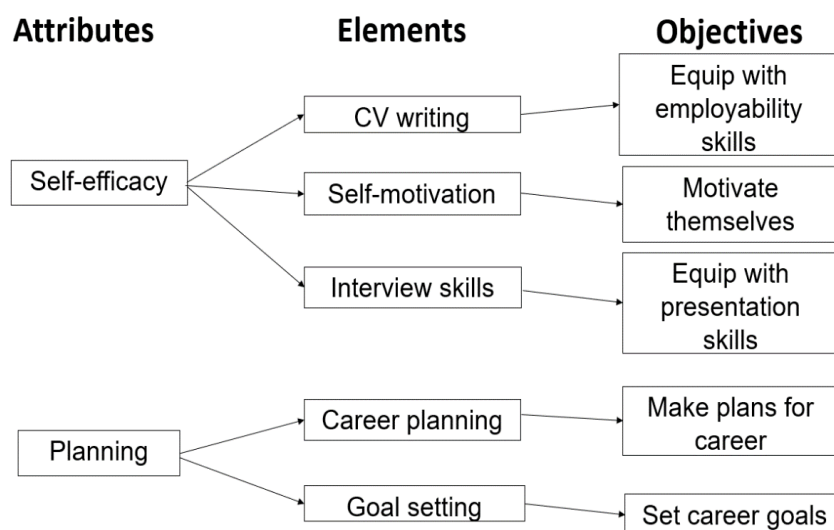 Attributes
Elements
Objectives
Self-efficacy
CV writing
Equip with
employability
skills
Self-motivation
Motivate
themselves
Interview skills
Equip with
presentation
skills
Planning
Career planning
Make plans for
career
Goal setting
Set career goals